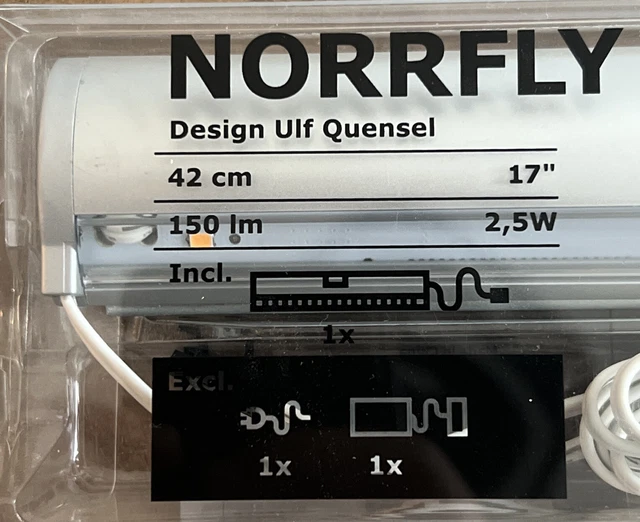 NORRFLY
Design Ulf Quensel
42 cm 17"
150 lm 2,5W
Incl.
1x
Excl.
1x 1x